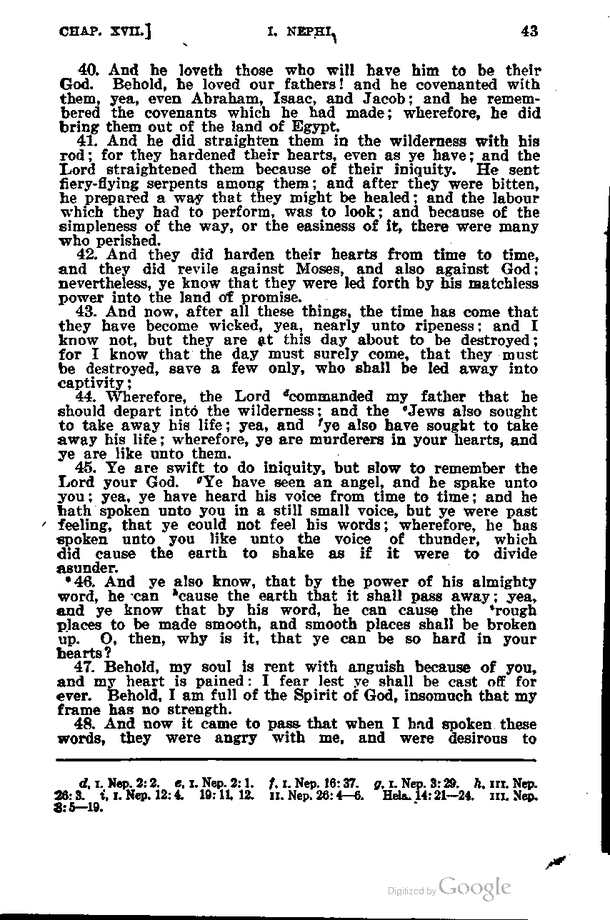 CHAP. XVII.] I. NEPHI, 43
40. And he loveth those who will have him to be their
God. Behold, he loved our fathers! and he covenanted with
them, yea, even Abraham, Isaac, and Jacob; and he remem-
bered the covenants which he had made; wherefore, he did
bring them out of the land of Egypt.
41. And he did straighten them in the wilderness with his
rod; for they hardened their hearts, even as ye have; and the
Lord straightened them because of their iniquity. He sent
fiery-flying serpents among them; and after they were bitten,
he prepared a way that they might be healed; and the labour
which they had to perform, was to look; and because of the
simpleness of the way, or the easiness of it, there were many
who perished.
42. And they did harden their hearts from time to time,
and they did revile against Moses, and also against God;
nevertheless, ye know that they were led forth by his matchless
power into the land of promise.
43. And now, after all these things, the time has come that
they have become wicked, yea, nearly unto ripeness; and I
know not, but they are at this day about to be destroyed;
for I know that the day must surely come, that they must
be destroyed, save a few only, who shall be led away into
captivity;
44. Wherefore, the Lord dcommanded my father that he
should depart into the wilderness; and the eJews also sought
to take away his life; yea, and fye also have sought to take
away his life; wherefore, ye are murderers in your hearts, and
ye are like unto them.
45. Ye are swift to do iniquity, but slow to remember the
Lord your God. gYe have seen an angel, and he spake unto
you; yea, ye have heard his voice from time to time; and he
hath spoken unto you in a still small voice, but ye were past
feeling, that ye could not feel his words; wherefore, he has
spoken unto you like unto the voice of thunder, which
did cause the earth to shake as if it were to divide
asunder.
46. And ye also know, that by the power of his almighty
word, he can hcause the earth that it shall pass away; yea,
and ye know that by his word, he can cause the irough
places to be made smooth, and smooth places shall be broken
up. O, then, why is it, that ye can be so hard in your
hearts?
47. Behold, my soul is rent with anguish because of you,
and my heart is pained: I fear lest ye shall be cast off for
ever. Behold, I am full of the Spirit of God, insomuch that my
frame has no strength.
48. And now it came to pass that when I had spoken these
words, they were angry with me, and were desirous to
d, I. Nep. 2:2. e, I. Nep. 2:1. f, I. Nep. 16:37. g, I. Nep. 3:29. h, III. Nep.
26:3. i, I. Nep. 12:4. 19:11, 12. II. Nep. 26:4—6. Hela. 14:21—24. III. Nep.
8:5—19.
Digitized by Google